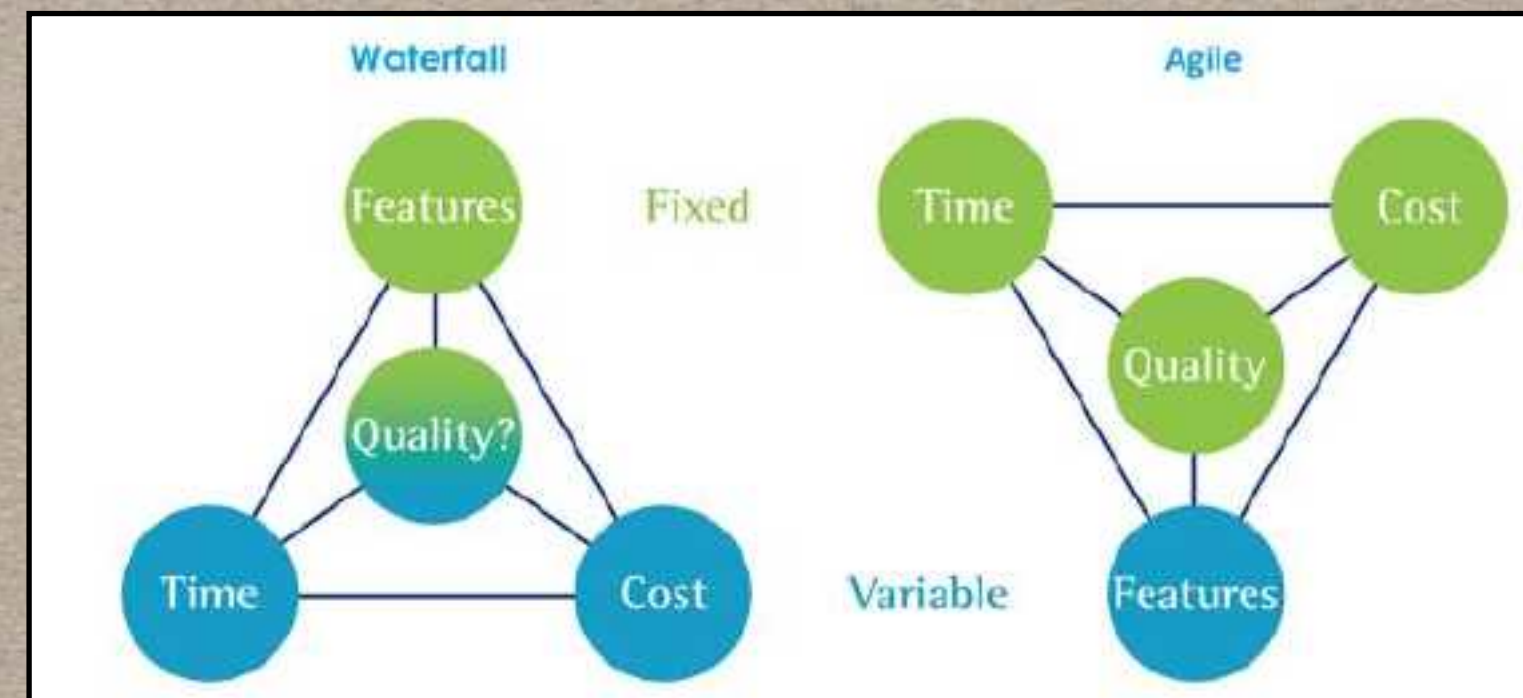 Waterfall
Agile
Features
Fixed
Time
Cost
Quality
Quality?
Time
Cost
Variable
Features